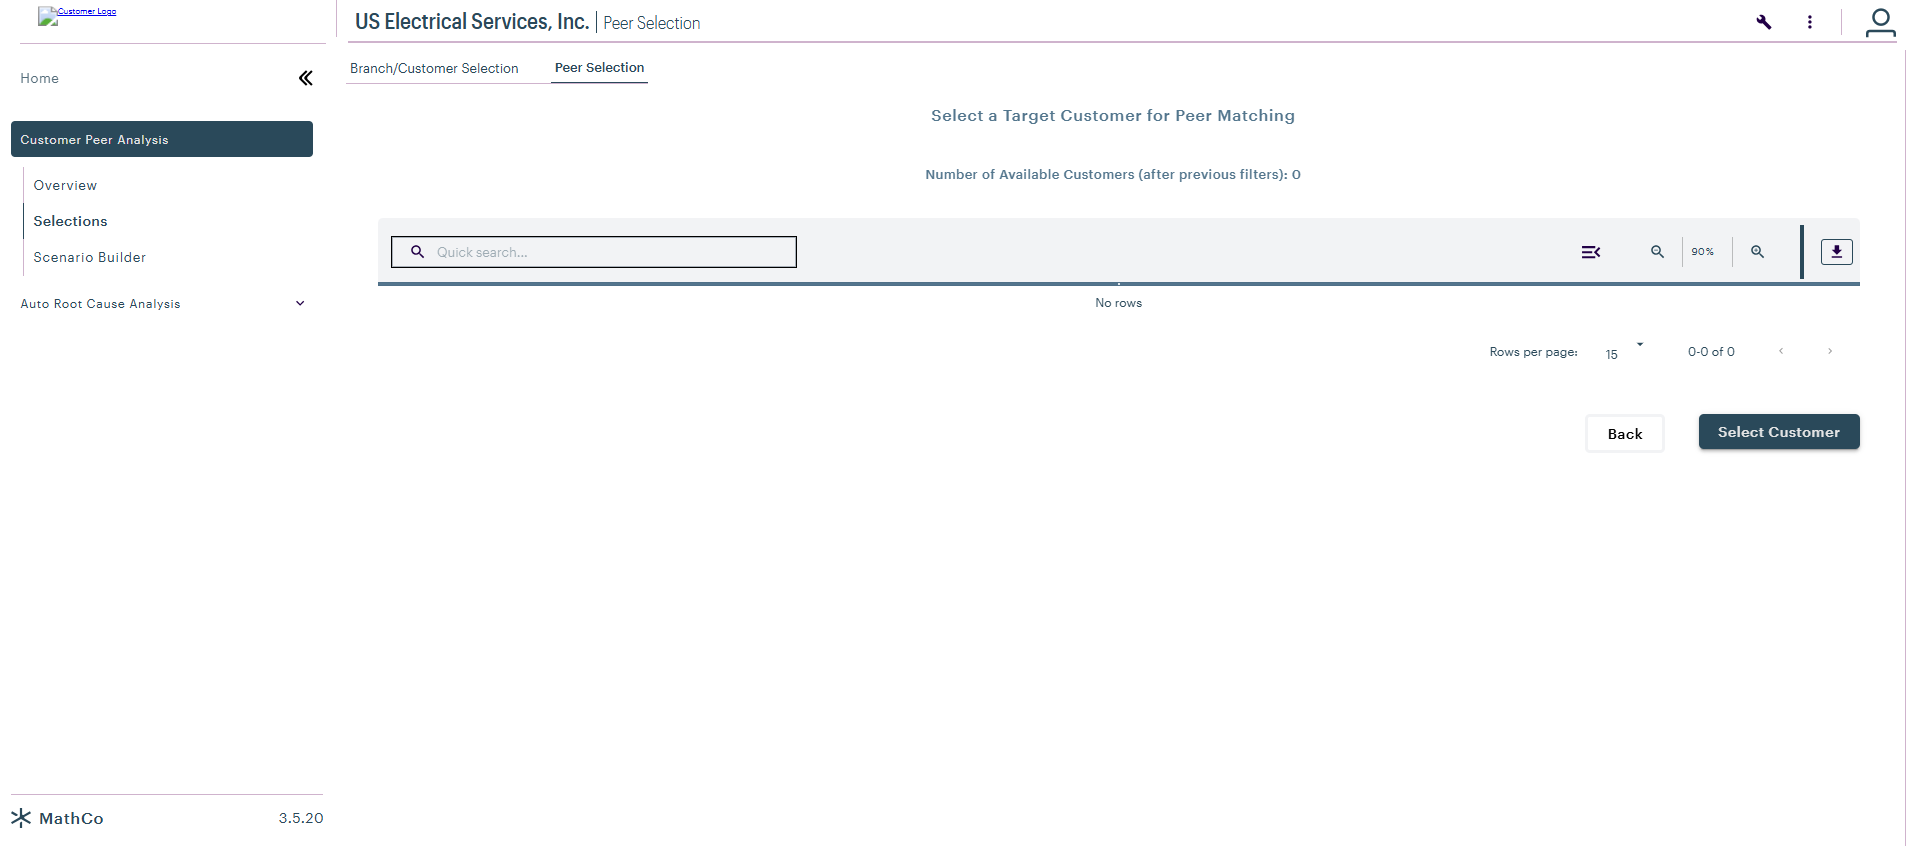 Customer Logo
US Electrical Services, Inc. | Peer Selection
Home
Customer Peer Analysis
Overview
Selections
Scenario Builder
Auto Root Cause Analysis
MathCo
3.5.20
Branch/Customer Selection
Peer Selection
Select a Target Customer for Peer Matching
Number of Available Customers (after previous filters): 0
Quick search...
90%
No rows
Rows per page:
15
0-0 of 0
Back
Select Customer